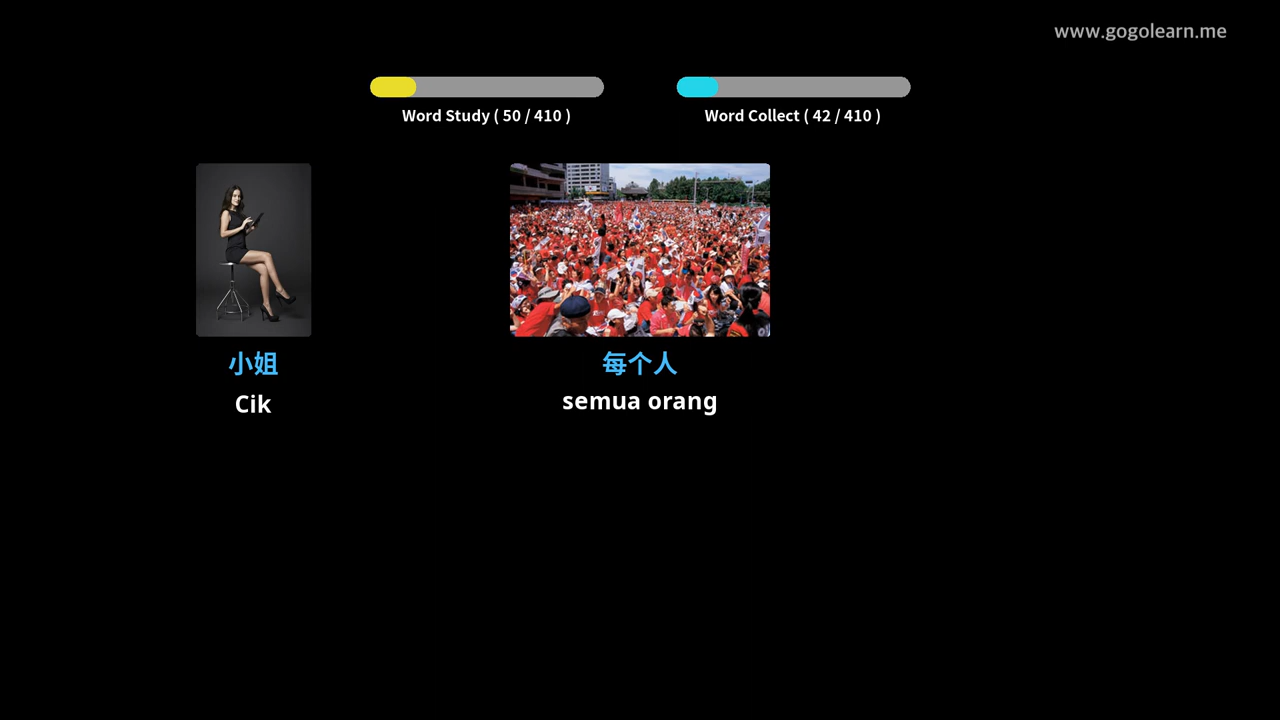 www.gogolearn.me
Word Study ( 50 / 410 )
Word Collect ( 42 / 410 )
小姐
Cik
每个人
semua orang